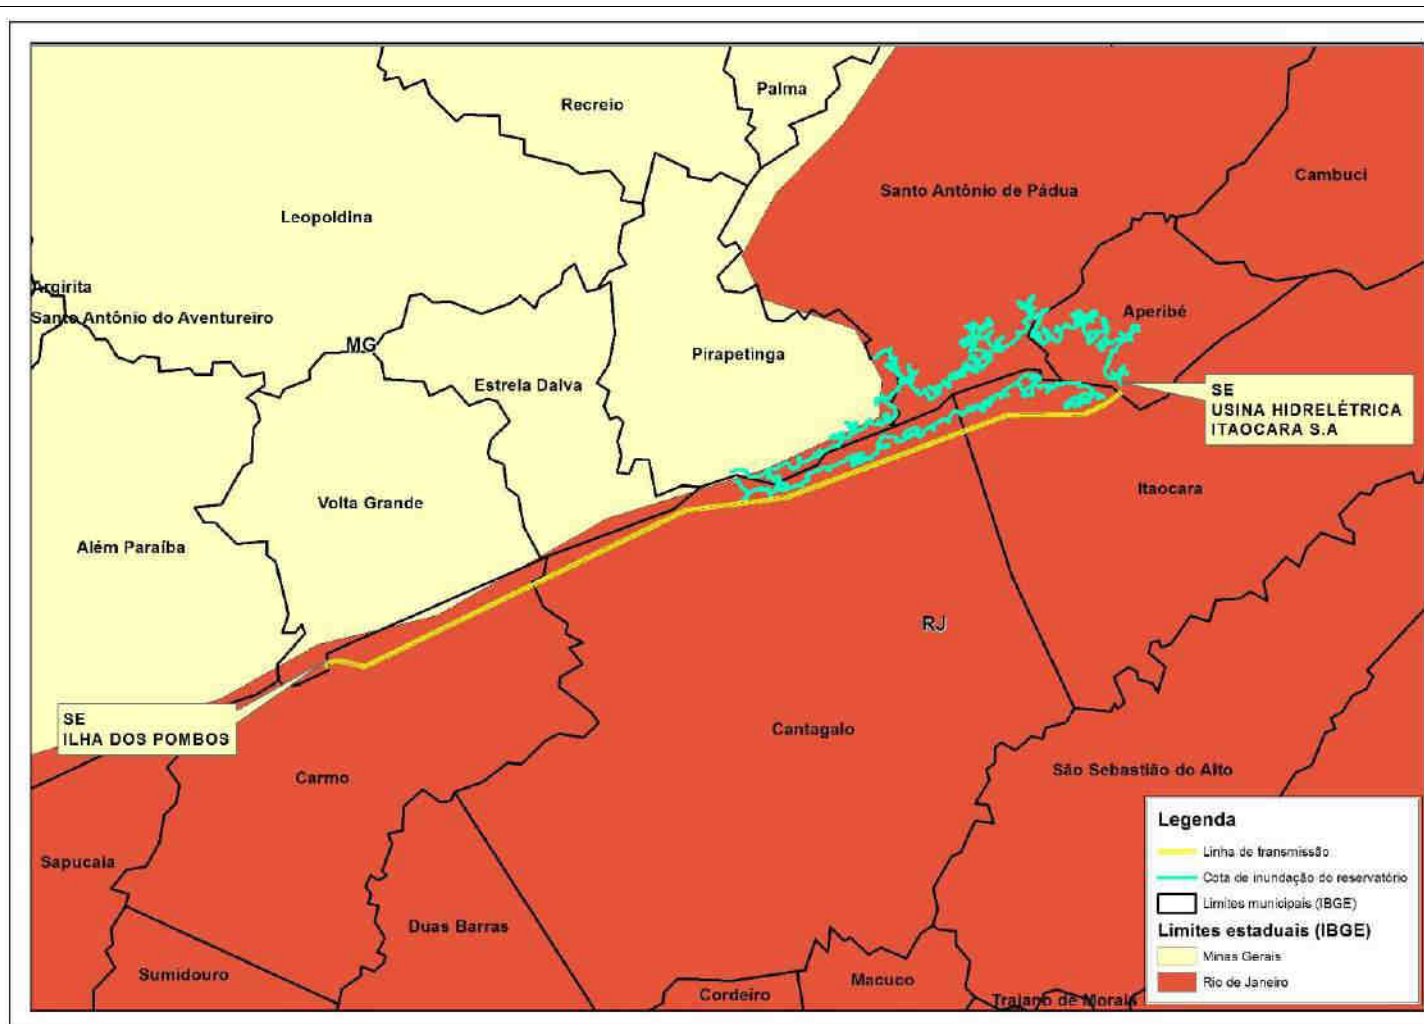 Palma
Recreio
Cambuci
Santo Antônio de Pádua
Leopoldina
Argirita
Aperibé
Santo Antônio do Aventureiro
MG
Pirapetinga
Estrela Dalva
SE
USINA HIDRELÉTRICA
ITAOCARA S.A
Itaocara
Volta Grande
Além Paraíba
RJ
SE
ILHA DOS POMBOS
Cantagalo
Carmo
São Sebastião do Alto
Sapucaia
Duas Barras
Sumidouro
Macuco
Cordeiro
Trajano de Morais
Legenda
Linha de transmissão
Cota de inundação do reservatório
Limites municipais (IBGE)
Limites estaduais (IBGE)
Minas Gerais
Rio de Janeiro